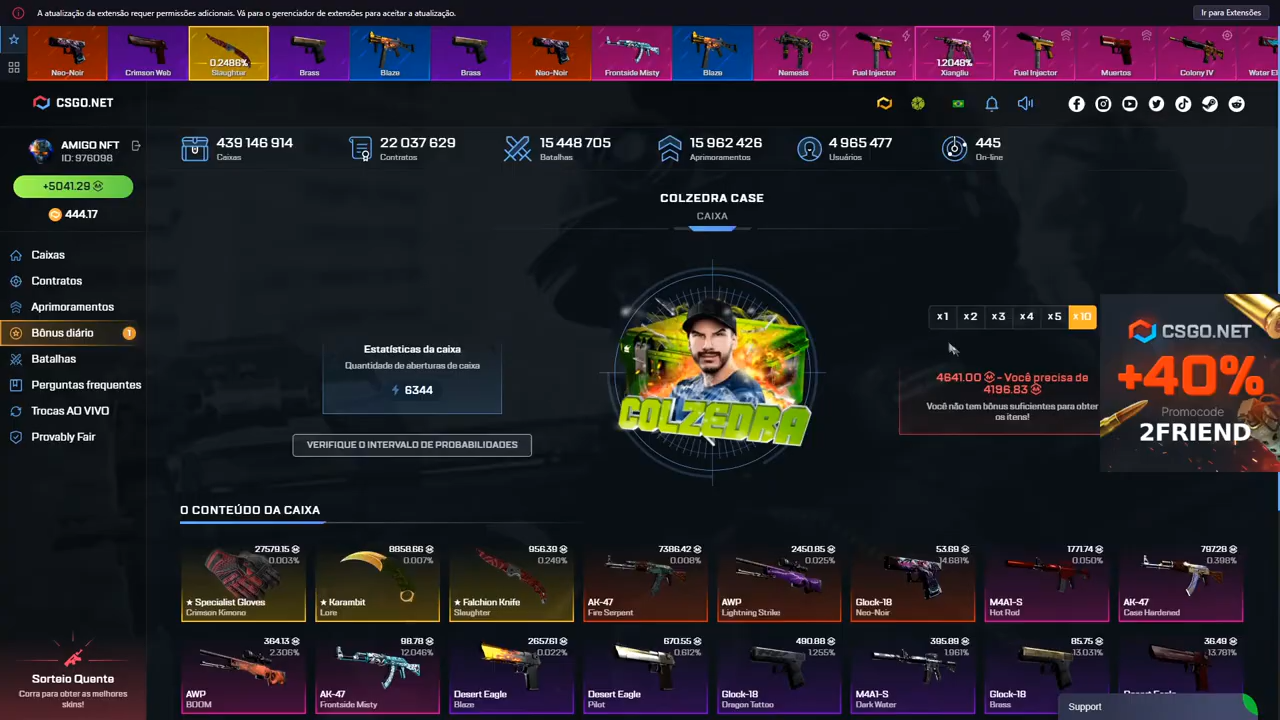 A atualização da extensão requer permissões adicionais. Vá para o gerenciador de extensões para aceitar a atualização.
Ir para Extensões
Neo-Noir
Crimson Web
0.2486%
Slaughter
Brass
Blaze
Brass
Neo-Noir
Frontside Misty
Blaze
Nemesis
Fuel Injector
1.2048%
Xiangliu
Fuel Injector
Muertos
Colony IV
CSGO.NET
AMIGO NFT
ID: 976098
+5041.29
444.17
439 146 914
Caixas
22 037 629
Contratos
15 448 705
Batalhas
15 962 426
Aprimoramentos
4 965 477
Usuários
445
On-line
Caixas
Contratos
Aprimoramentos
Bônus diário
1
Batalhas
Perguntas frequentes
Trocas AO VIVO
Provably Fair
Sorteio Quente
Corra para obter as melhores
skins!
COLZEDRA CASE
CAIXA
Estatísticas da caixa
Quantidade de aberturas de caixa
6344
VERIFIQUE O INTERVALO DE PROBABILIDADES
COLZEDRA
x1 x2 x3 x4 x5 x10
4641.00 - Você precisa de
4196.83
Você não tem bônus suficientes para obter
os itens!
CSGO.NET
+40%
Promocode
2FRIEND
O CONTEÚDO DA CAIXA
27579.15
0.003%
★ Specialist Gloves
Crimson Kimono
8858.66
0.007%
★ Karambit
Lore
956.39
0.249%
★ Falchion Knife
Slaughter
7386.42
0.008%
AK-47
Fire Serpent
2450.85
0.025%
AWP
Lightning Strike
53.69
14.681%
Glock-18
Neo-Noir
1771.74
0.050%
M4A1-S
Hot Rod
797.28
0.398%
AK-47
Case Hardened
364.13
2.306%
AWP
BOOM
98.78
12.046%
AK-47
Frontside Misty
2657.61
0.022%
Desert Eagle
Blaze
670.55
0.612%
Desert Eagle
Pilot
490.88
1.255%
Glock-18
Dragon Tattoo
395.89
1.961%
M4A1-S
Dark Water
85.75
13.031%
Glock-18
Brass
36.49
13.781%
Support